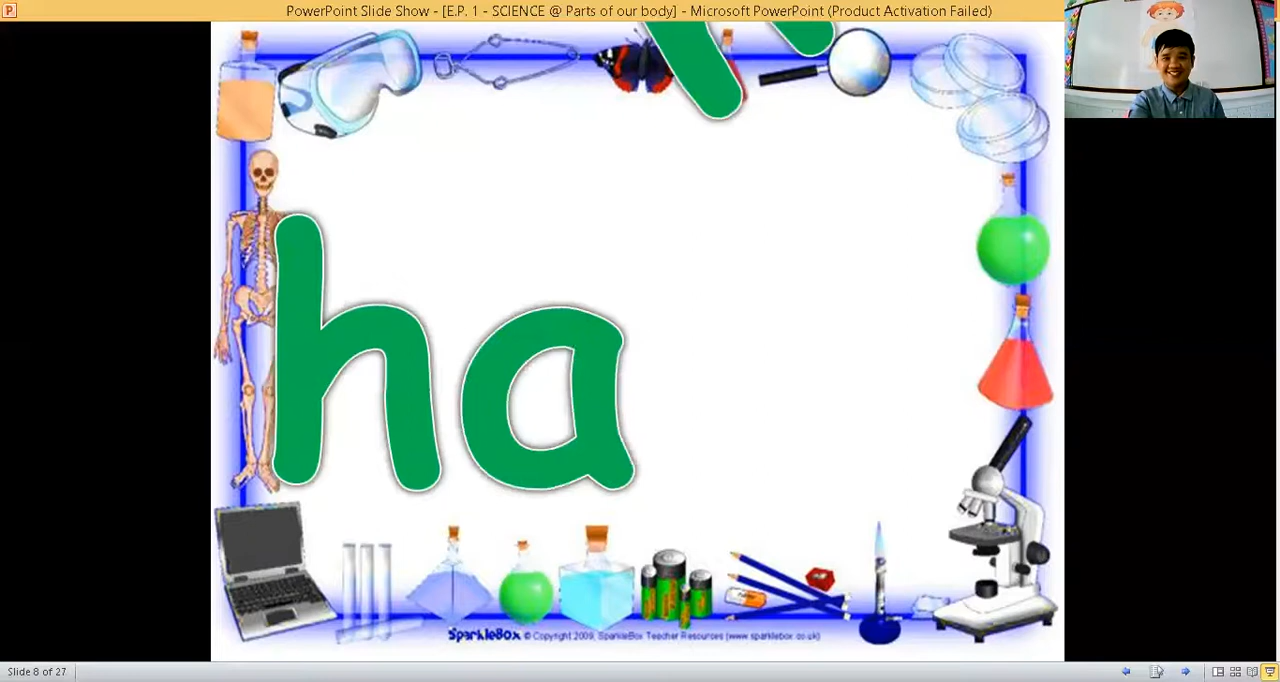 PowerPoint Slide Show - [E.P. 1 - SCIENCE @ Parts of our body] - Microsoft PowerPoint (Product Activation Failed)
ha
SparkleBox © Copyright 2009, SparkleBox Teacher Resources (www.sparklebox.co.uk)
Slide 8 of 27